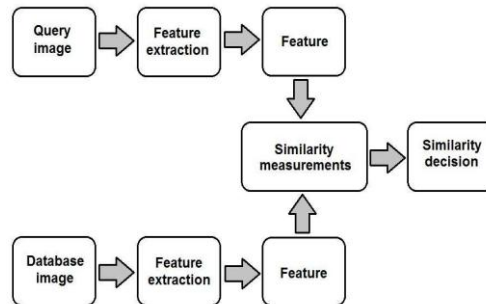 Query
image
Feature
extraction
Feature
Similarity
measurements
Similarity
decision
Database
image
Feature
extraction
Feature